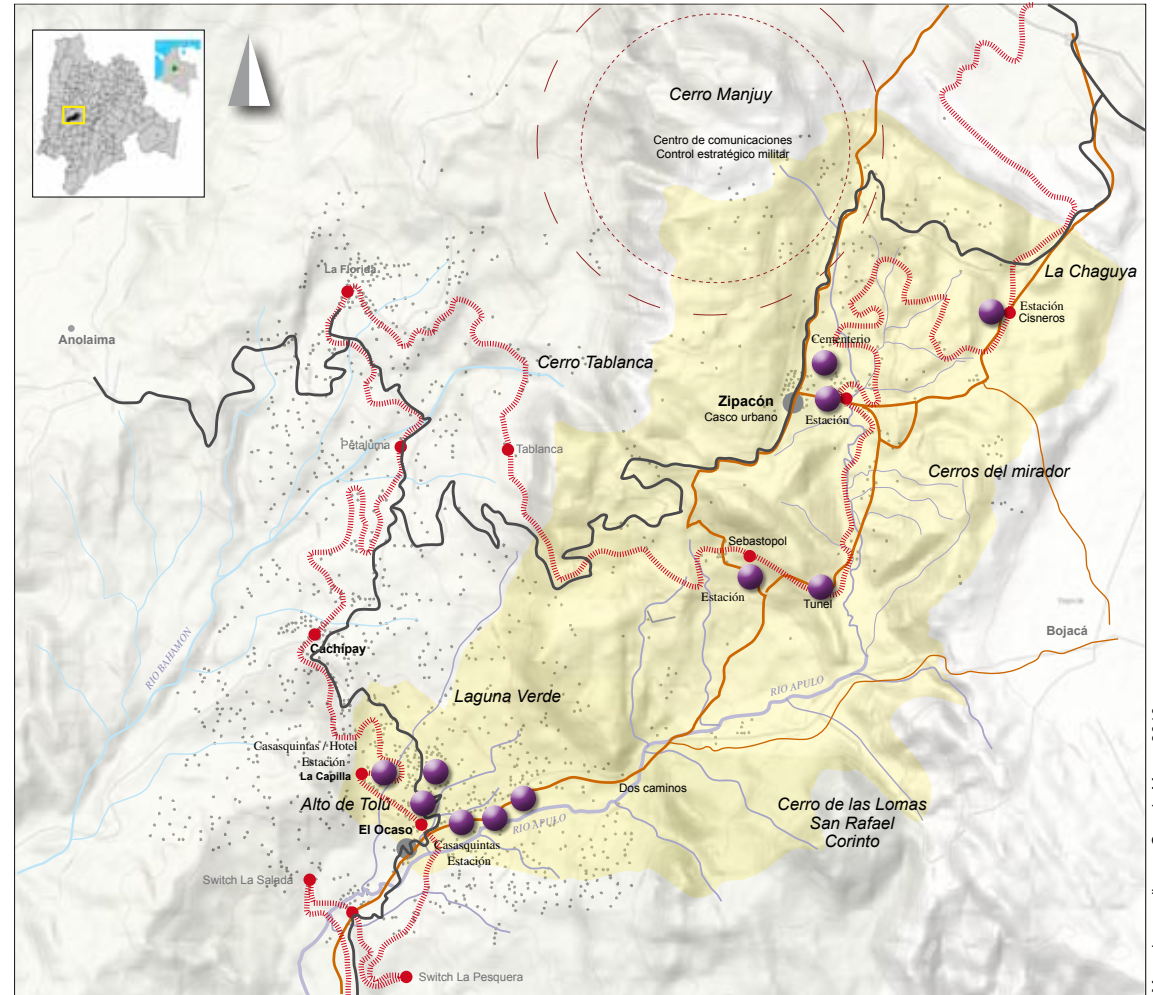 Cerro Manjuy
Centro de comunicaciones
Control estratégico militar
La Chaguya
La Florida
Estación
Cisneros
Anolaima
Cementerio
Cerro Tablanca
Zipacón
Casco urbano
Estación
Petaluma
Tablanca
Cerros del mirador
Sebastopol
Estación
Tunel
Bojacá
Cachipay
RIO BAHAMON
RIO APULO
Laguna Verde
Casasquintas / Hotel
Estación
La Capilla
Alto de Tolú
Dos caminos
Cerro de las Lomas
San Rafael
Corinto
El Ocaso
RIO APULO
Casasquintas
Estación
Switch La Salada
Switch La Pesquera